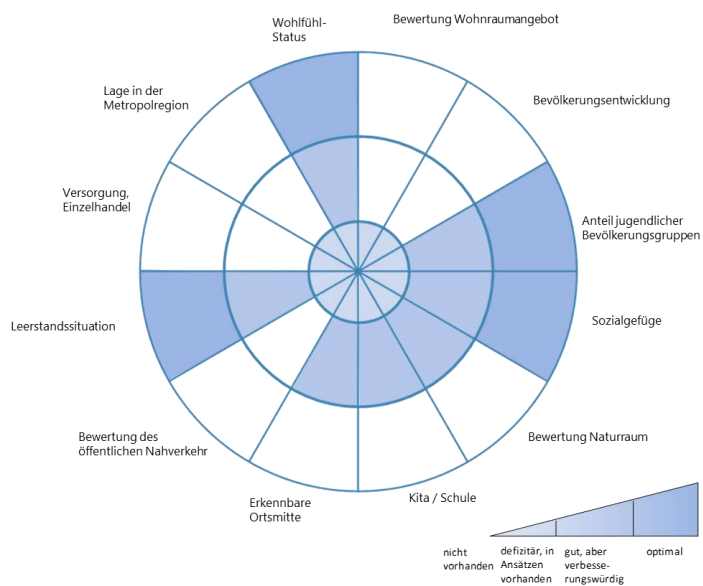 Wohlfühl-
Status
Bewertung Wohnraumangebot
Bevölkerungsentwicklung
Anteil jugendlicher
Bevölkerungsgruppen
Sozialgefüge
Bewertung Naturraum
Kita / Schule
Erkennbare
Ortsmitte
Bewertung des
öffentlichen Nahverkehr
Leerstandssituation
Versorgung,
Einzelhandel
Lage in der
Metropolregion
nicht
vorhanden
defizitär, in
Ansätzen
vorhanden
gut, aber
verbesse-
rungswürdig
optimal